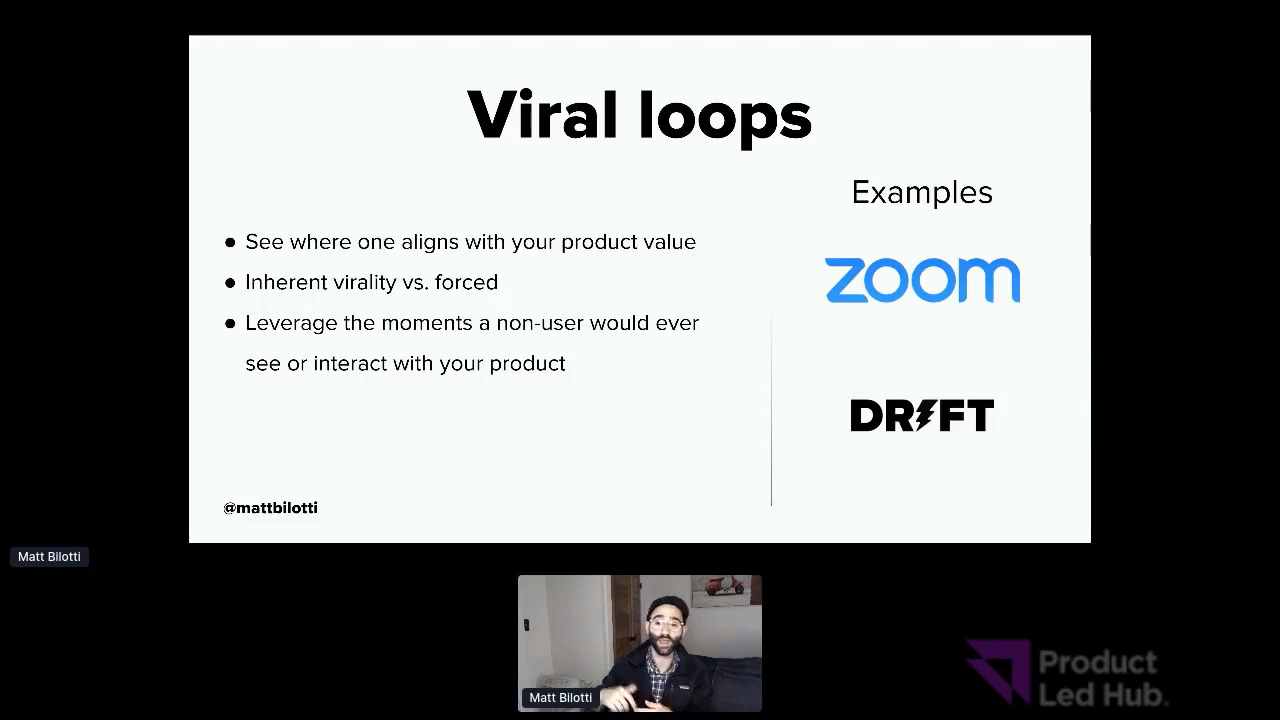 Viral loops
Examples
● See where one aligns with your product value
● Inherent virality vs. forced
● Leverage the moments a non-user would ever
see or interact with your product
zoom
DRIFT
@mattbilotti
Matt Bilotti
Matt Bilotti
Product
Led Hub.